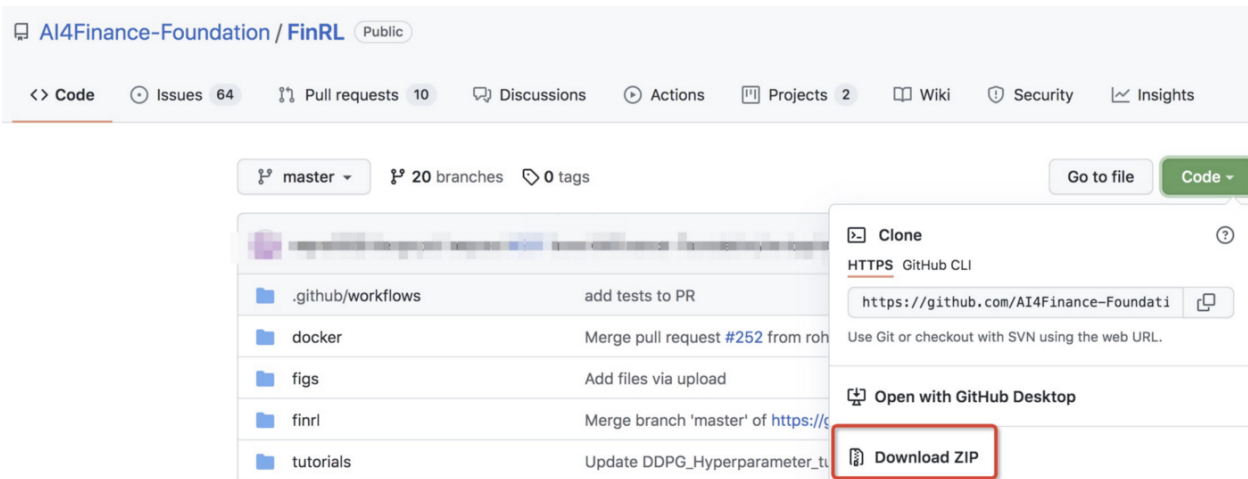 AI4Finance-Foundation / FinRL Public
Code Issues 64 Pull requests 10 Discussions Actions Projects 2 Wiki Security Insights
master 20 branches 0 tags Go to file Code
Clone
HTTPS GitHub CLI
https://github.com/AI4Finance-Foundati
Use Git or checkout with SVN using the web URL.
Open with GitHub Desktop
Download ZIP
.github/workflows add tests to PR
docker Merge pull request #252 from roh
figs Add files via upload
finrl Merge branch 'master' of https://g
tutorials Update DDPG_Hyperparameter_tu